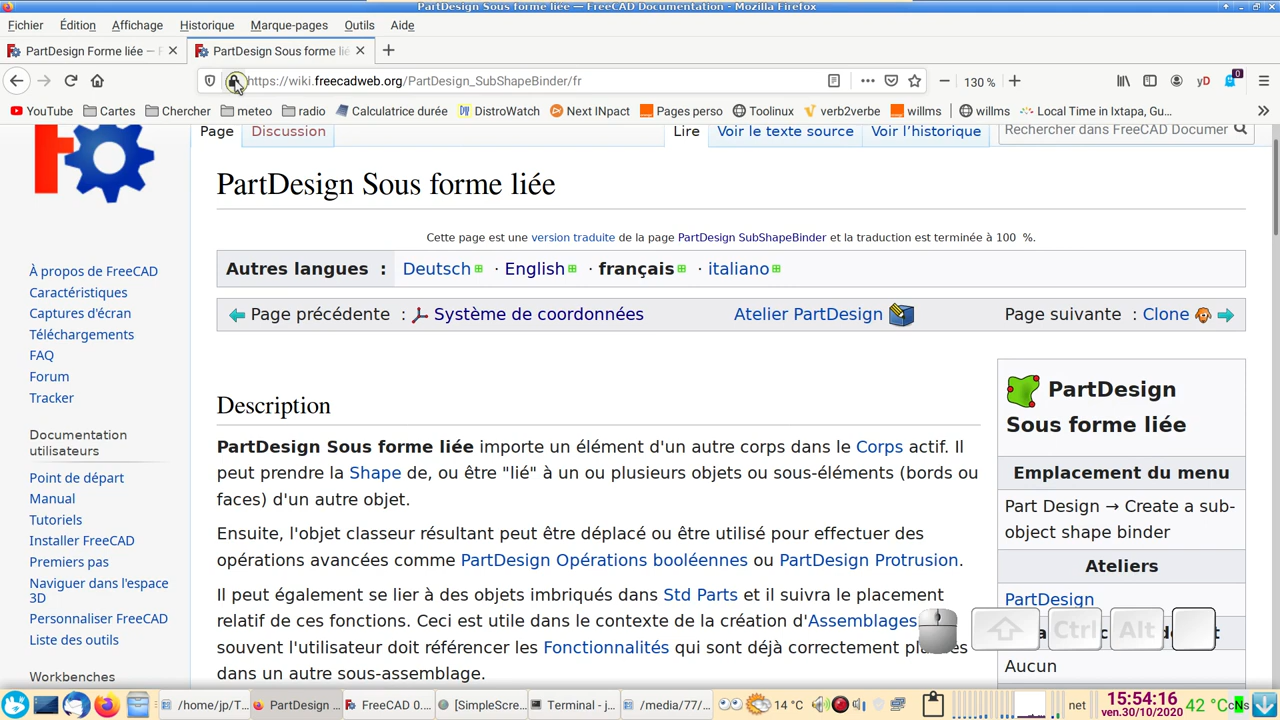 PartDesign Sous forme liée — FreeCAD Documentation - Mozilla Firefox
Fichier Édition Affichage Historique Marque-pages Outils Aide
PartDesign Forme liée — F PartDesign Sous forme lié
https://wiki.freecadweb.org/PartDesign_SubShapeBinder/fr 130 % yD 0
YouTube Cartes Chercher meteo radio Calculatrice durée DistroWatch Next INpact Pages perso Toolinux verb2verbe willms willms Local Time in Ixtapa, Gu...
Page Discussion Lire Voir le texte source Voir l'historique Rechercher dans FreeCAD Documen
PartDesign Sous forme liée
Cette page est une version traduite de la page PartDesign SubShapeBinder et la traduction est terminée à 100 %.
Autres langues : Deutsch · English · français · italiano
Page précédente : Système de coordonnées Atelier PartDesign Page suivante : Clone
À propos de FreeCAD
Caractéristiques
Captures d'écran
Téléchargements
FAQ
Forum
Tracker
Documentation
utilisateurs
Point de départ
Manual
Tutoriels
Installer FreeCAD
Premiers pas
Naviguer dans l'espace
3D
Personnaliser FreeCAD
Liste des outils
Workbenches
Description
PartDesign Sous forme liée importe un élément d'un autre corps dans le Corps actif. Il
peut prendre la Shape de, ou être "lié" à un ou plusieurs objets ou sous-éléments (bords ou
faces) d'un autre objet.
Ensuite, l'objet classeur résultant peut être déplacé ou être utilisé pour effectuer des
opérations avancées comme PartDesign Opérations booléennes ou PartDesign Protrusion.
Il peut également se lier à des objets imbriqués dans Std Parts et il suivra le placement
relatif de ces fonctions. Ceci est utile dans le contexte de la création d'Assemblages
souvent l'utilisateur doit référencer les Fonctionnalités qui sont déjà correctement
dans un autre sous-assemblage.
PartDesign
Sous forme liée
Emplacement du menu
Part Design → Create a sub-
object shape binder
Ateliers
PartDesign
Aucun
Ctrl Alt
/home/jp/T... PartDesign ... FreeCAD 0.... [SimpleScre... Terminal - j... /media/77/... 14 °C net 15:54:16 ven.30/10/2020 42 °C cNs